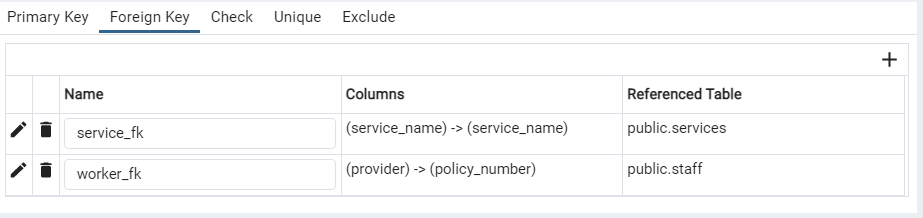 Primary Key Foreign Key Check Unique Exclude
Name Columns Referenced Table
service_fk (service_name) -> (service_name) public.services
worker_fk (provider) -> (policy_number) public.staff